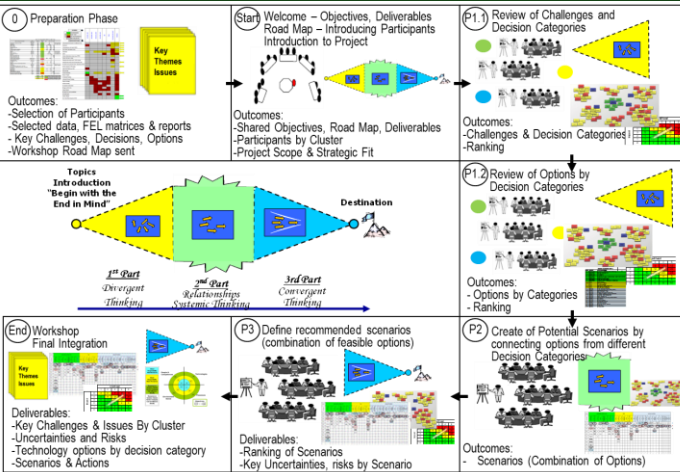 0 Preparation Phase
Key
Themes
Issues
Outcomes:
-Selection of Participants
-Selected data, FEL matrices & reports
- Key Challenges, Decisions, Options
-Workshop Road Map sent
Start Welcome – Objectives, Deliverables
Road Map – Introducing Participants
Introduction to Project
Outcomes:
-Shared Objectives, Road Map, Deliverables
-Participants by Cluster
-Project Scope & Strategic Fit
P1.1 Review of Challenges and
Decision Categories
Outcomes:
-Challenges & Decision Categories
-Ranking
Topics
Introduction
"Begin with the
End in Mind"
Destination
1st Part
Divergent
Thinking
2nd Part
Relationships
Systemic Thinking
3rd Part
Convergent
Thinking
P1.2 Review of Options by
Decision Categories
Outcomes:
- Options by Categories
- Ranking
End Workshop
Final Integration
Key
Themes
Issues
Deliverables:
-Key Challenges & Issues By Cluster
-Uncertainties and Risks
-Technology options by decision category
-Scenarios & Actions
P3 Define recommended scenarios
(combination of feasible options)
Deliverables:
-Ranking of Scenarios
-Key Uncertainties, risks by Scenario
P2 Create of Potential Scenarios by
connecting options from different
Decision Categories
Outcomes:
- Scenarios (Combination of Options)